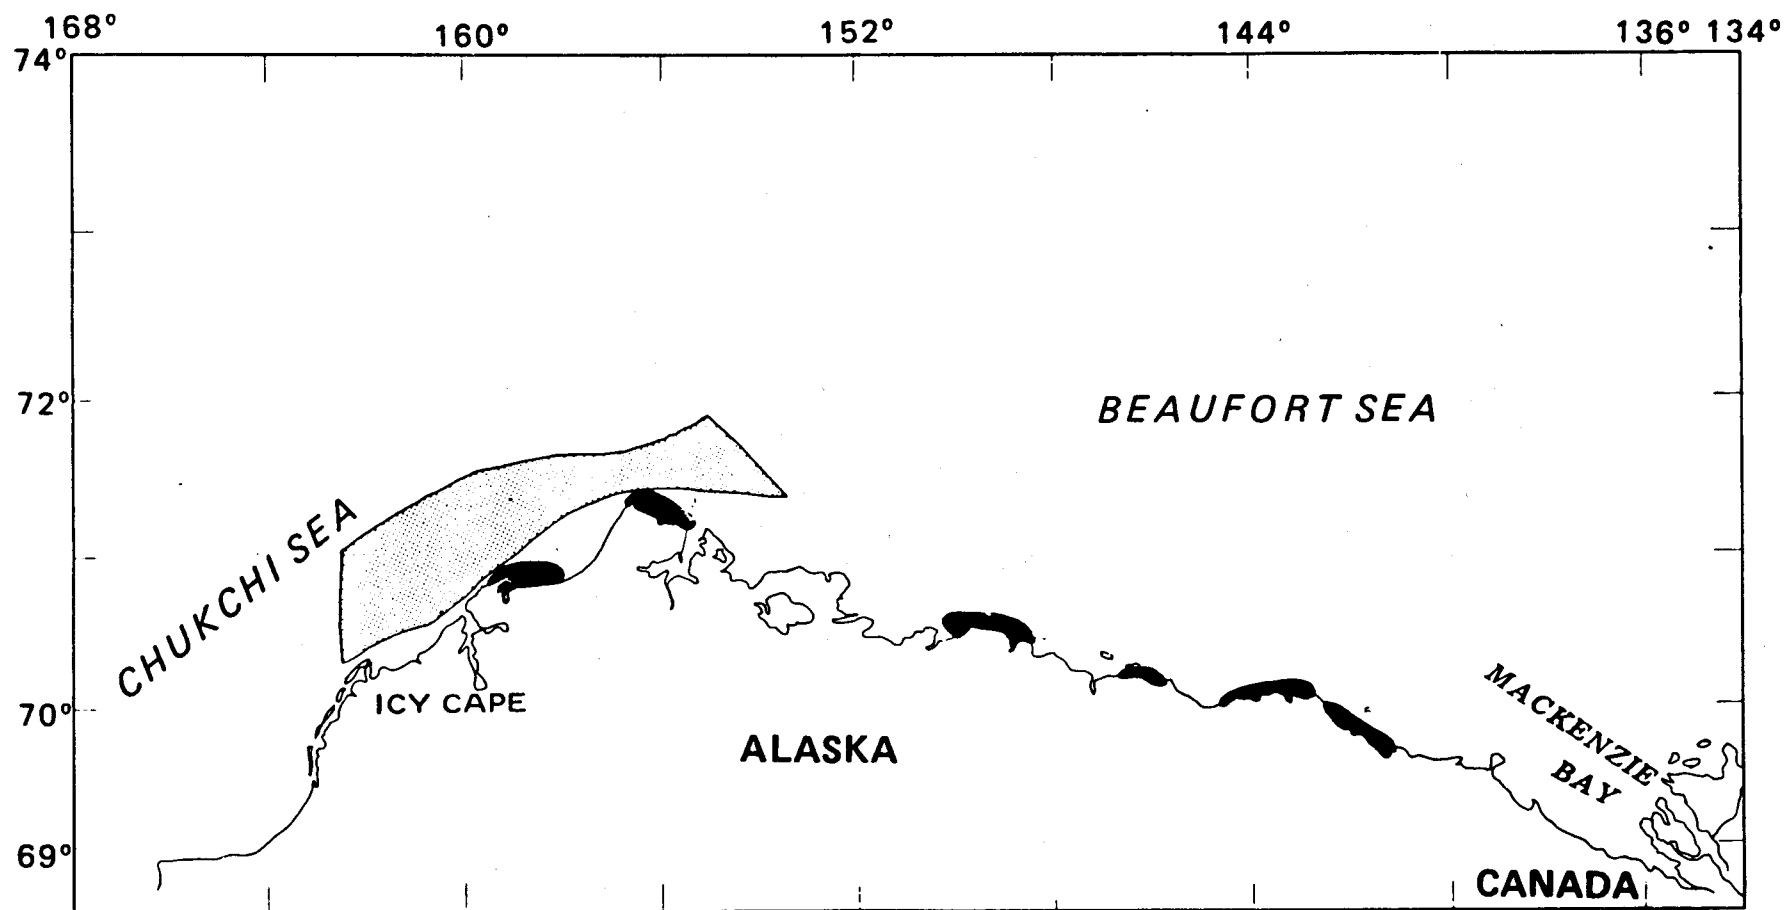 168° 160° 152° 144° 136° 134°
74°
72°
BEAUFORT SEA
CHUKCHI SEA
ICY CAPE
70°
ALASKA
MACKENZIE
BAY
69°
CANADA